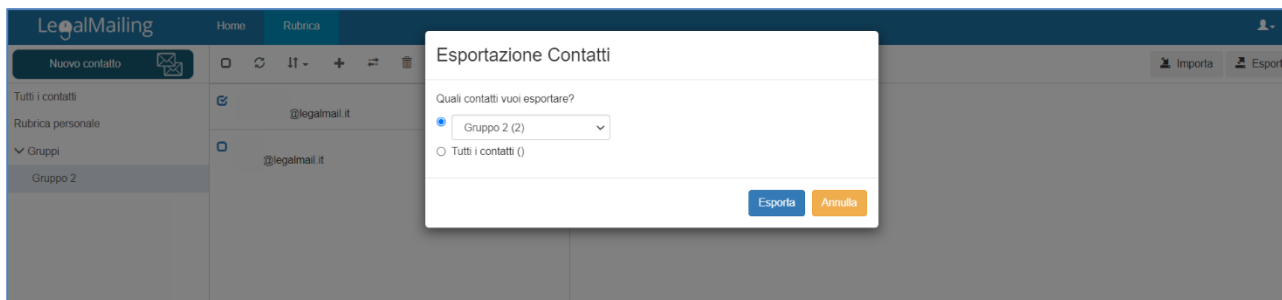 LegalMailing
Home
Rubrica
Nuovo contatto
Importa
Esport
Tutti i contatti
Rubrica personale
Gruppi
Gruppo 2
@legalmail.it
@legalmail.it
Esportazione Contatti
Quali contatti vuoi esportare?
Gruppo 2 (2)
Tutti i contatti ()
Esporta
Annulla